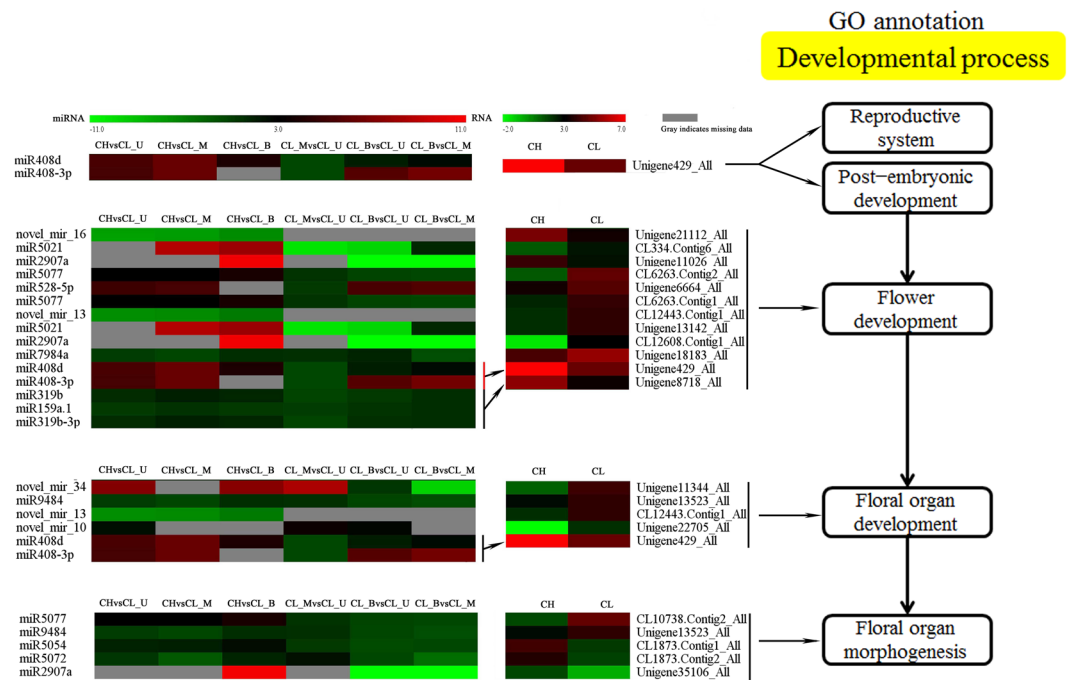 GO annotation
Developmental process
miRNA
-11.0 3.0 11.0
RNA
-2.0 3.0 7.0
Gray indicates missing data
CHvsCL_U CHvsCL_M CHvsCL_B CL_MvsCL_U CL_BvsCL_U CL_BvsCL_M
CH CL
miR408d
miR408-3p
Unigene429_All
Reproductive
system
Post-embryonic
development
CHvsCL_U CHvsCL_M CHvsCL_B CL_MvsCL_U CL_BvsCL_U CL_BvsCL_M
CH CL
novel_mir_16
miR5021
miR2907a
miR5077
miR528-5p
miR5077
novel_mir_13
miR5021
miR2907a
miR7984a
miR408d
miR408-3p
miR319b
miR159a.1
miR319b-3p
Unigene21112_All
CL334.Contig6_All
Unigene11026_All
CL6263.Contig2_All
Unigene6664_All
CL6263.Contig1_All
CL12443.Contig1_All
Unigene13142_All
CL12608.Contig1_All
Unigene18183_All
Unigene429_All
Unigene8718_All
Flower
development
CHvsCL_U CHvsCL_M CHvsCL_B CL_MvsCL_U CL_BvsCL_U CL_BvsCL_M
CH CL
novel_mir_34
miR9484
novel_mir_13
novel_mir_10
miR408d
miR408-3p
Unigene11344_All
Unigene13523_All
CL12443.Contig1_All
Unigene22705_All
Unigene429_All
Floral organ
development
CHvsCL_U CHvsCL_M CHvsCL_B CL_MvsCL_U CL_BvsCL_U CL_BvsCL_M
CH CL
miR5077
miR9484
miR5054
miR5072
miR2907a
CL10738.Contig2_All
Unigene13523_All
CL1873.Contig1_All
CL1873.Contig2_All
Unigene35106_All
Floral organ
morphogenesis